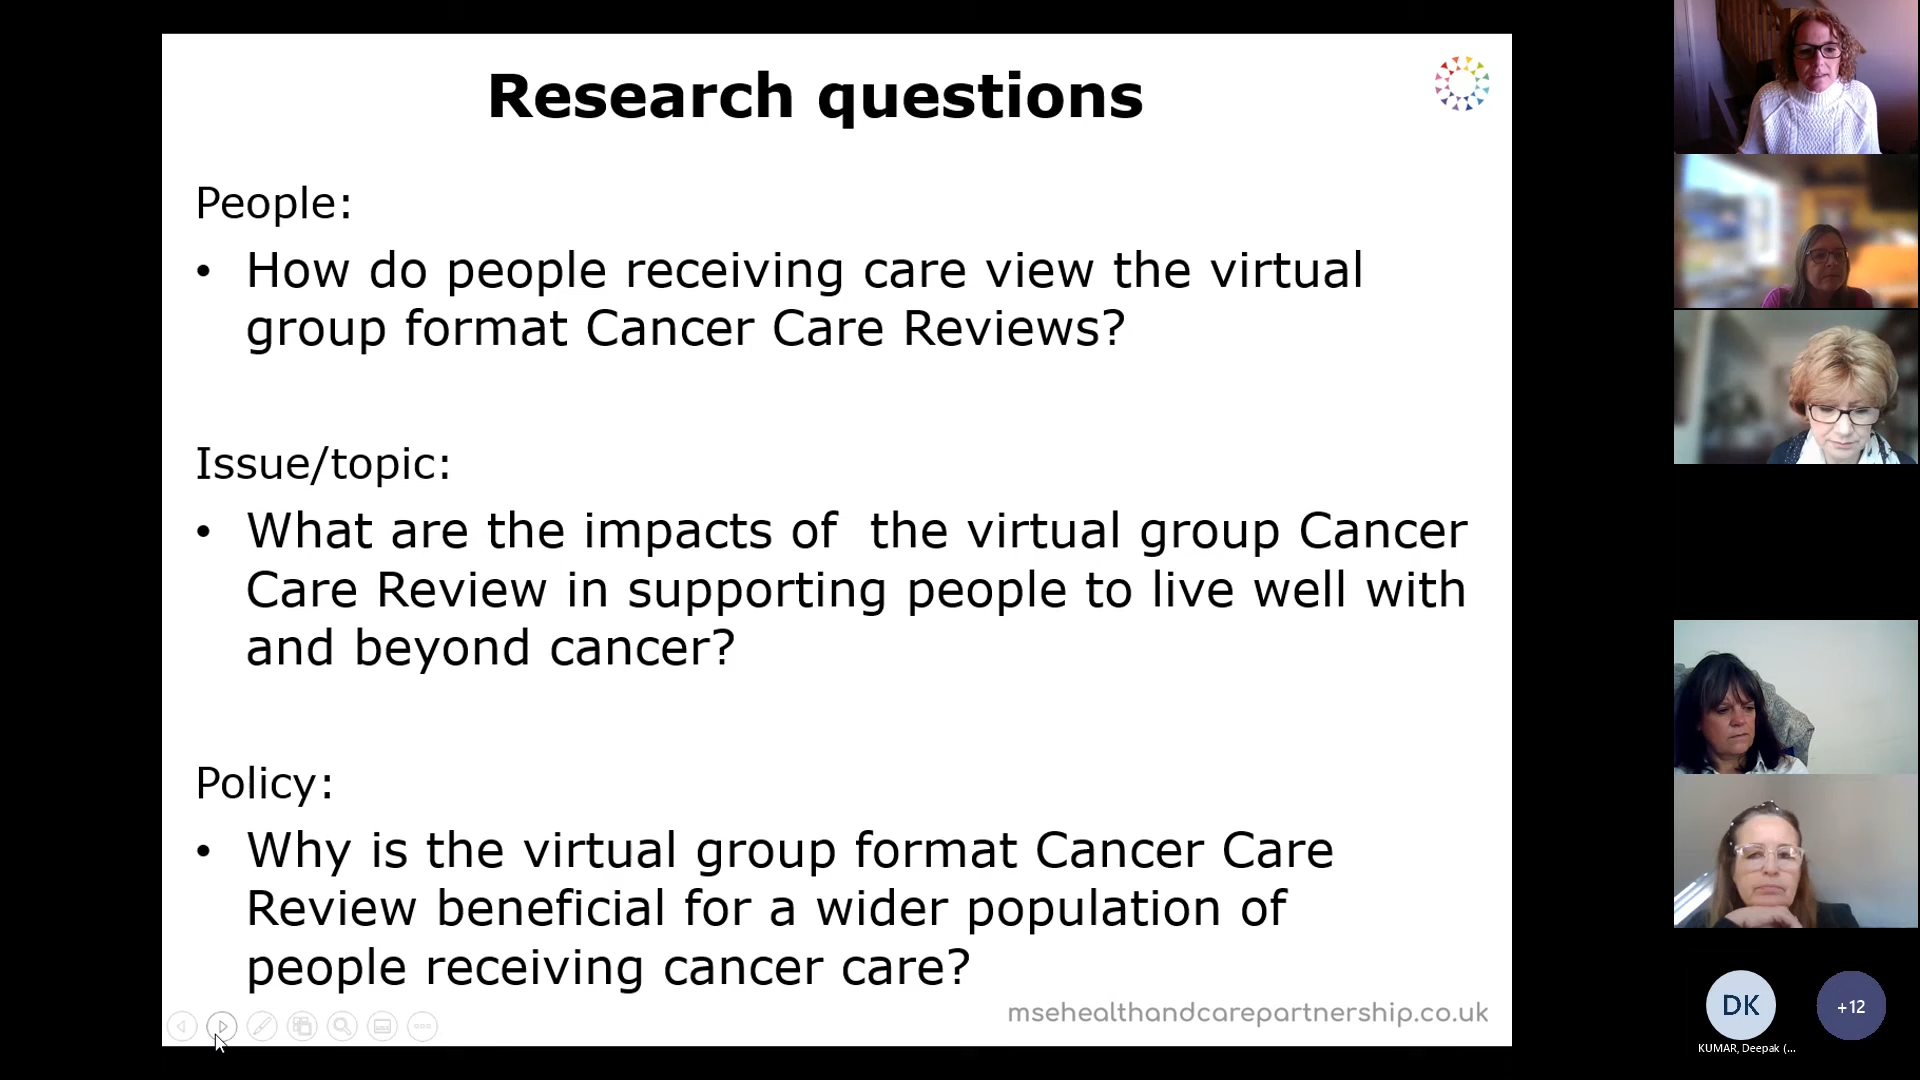 Research questions
People:
• How do people receiving care view the virtual
group format Cancer Care Reviews?
Issue/topic:
• What are the impacts of  the virtual group Cancer
Care Review in supporting people to live well with
and beyond cancer?
Policy:
• Why is the virtual group format Cancer Care
Review beneficial for a wider population of
people receiving cancer care?
msehealthandcarepartnership.co.uk
DK
+12
KUMAR, Deepak (...